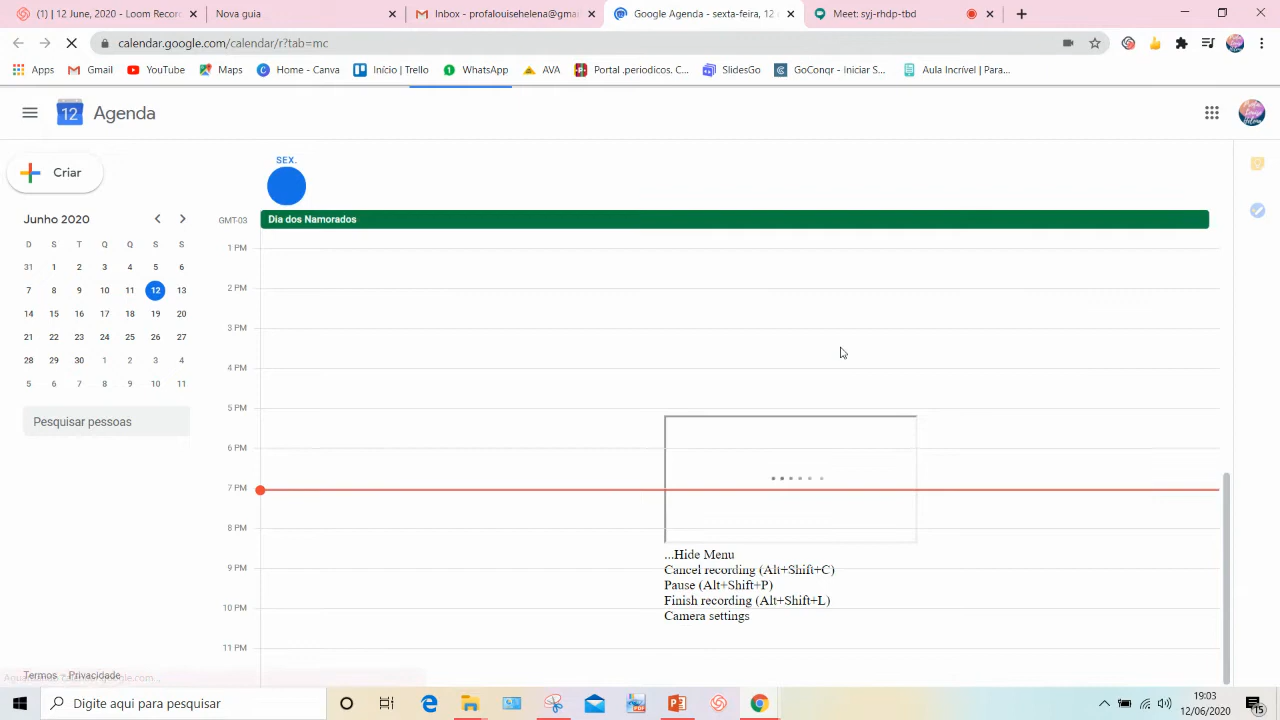 (1) | 12 June, 2020 - Loom Recor
Nova guia
Inbox - profalouisehelena@gma
Google Agenda - sexta-feira, 12
Meet: syj-rhdp-tbd
calendar.google.com/calendar/r?tab=mc
Apps
Gmail
YouTube
Maps
Home - Canva
Início | Trello
WhatsApp
AVA
Portal .periodicos. C...
SlidesGo
GoConqr - Iniciar S...
Aula Incrível | Para...
12
Agenda
Criar
SEX.
Junho 2020
GMT-03
Dia dos Namorados
D S T Q Q S S
31 1 2 3 4 5 6
7 8 9 10 11 12 13
14 15 16 17 18 19 20
21 22 23 24 25 26 27
28 29 30 1 2 3 4
5 6 7 8 9 10 11
Pesquisar pessoas
1 PM
2 PM
3 PM
4 PM
5 PM
6 PM
7 PM
8 PM
9 PM
10 PM
11 PM
...Hide Menu
Cancel recording (Alt+Shift+C)
Pause (Alt+Shift+P)
Finish recording (Alt+Shift+L)
Camera settings
Termos - Privacidade
Digite aqui para pesquisar
19:03
12/06/2020
15